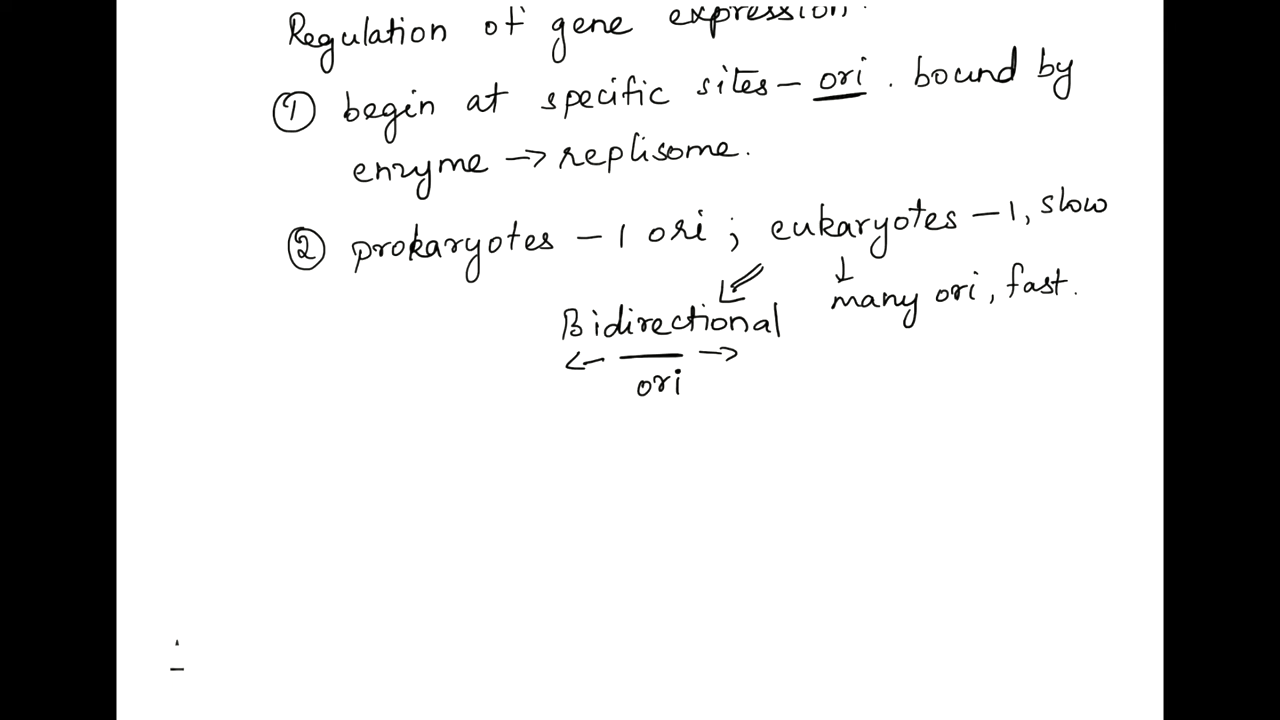 Regulation of gene expression.
① begin at specific sites – ori . bound by
enzyme → replisome.
② prokaryotes – 1 ori ; eukaryotes – 1, slow
↓
many ori, fast.
Bidirectional
← — →
ori